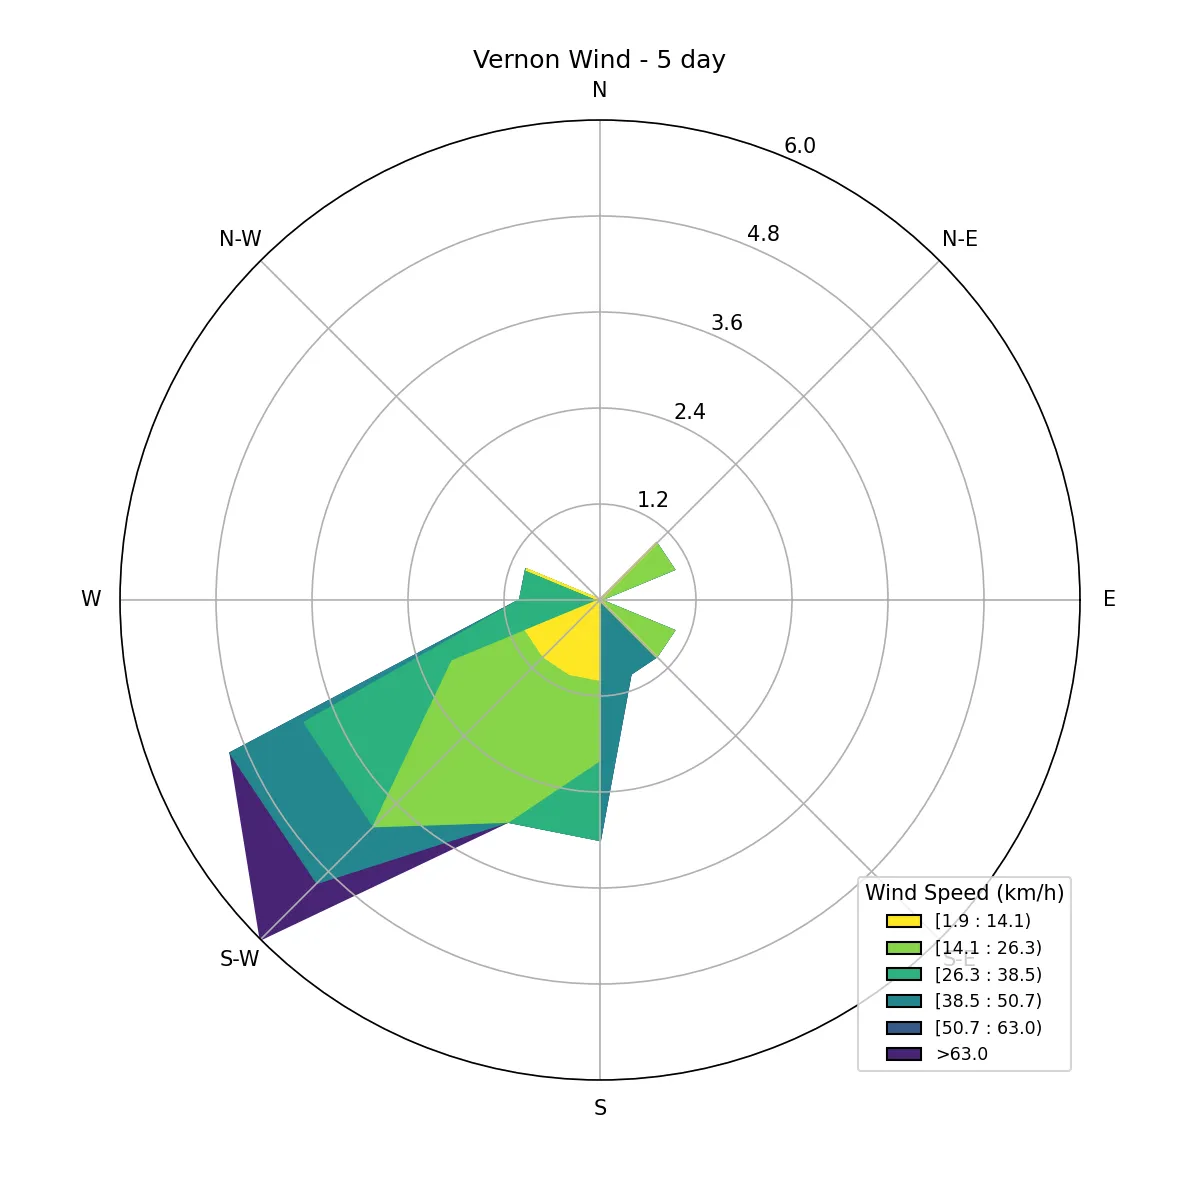 Vernon Wind - 5 day
N
6.0
N-W
4.8
N-E
3.6
2.4
1.2
W
E
S-W
S-E
S
Wind Speed (km/h)
[1.9 : 14.1)
[14.1 : 26.3)
[26.3 : 38.5)
[38.5 : 50.7)
[50.7 : 63.0)
>63.0